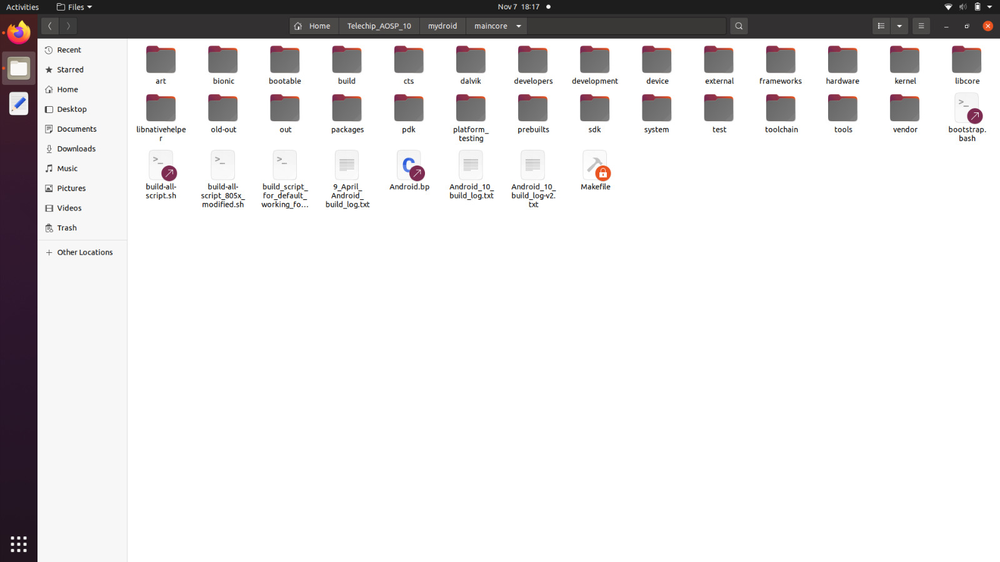 Activities Files Nov 7 18:17
Home Telechip_AOSP_10 mydroid maincore
Recent
Starred
Home
Desktop
Documents
Downloads
Music
Pictures
Videos
Trash
Other Locations
art bionic bootable build cts dalvik developers development device external frameworks hardware kernel libcore
libnativehelpe
r
old-out out packages pdk
platform_
testing
prebuilts sdk system test toolchain tools vendor
bootstrap.
bash
build-all-
script.sh
build-all-
script_805x_
modified.sh
build_script_
for_default_
working_fo...
9_April_
Android_
build_log.txt
Android.bp
Android_10_
build_log.txt
Android_10_
build_log-v2.
txt
Makefile